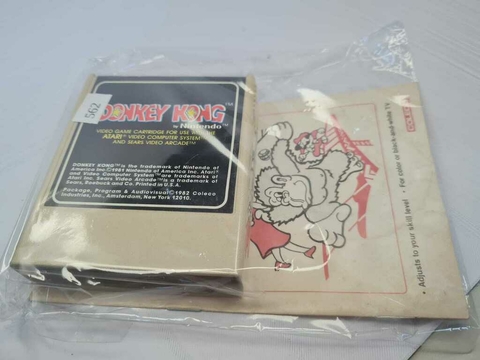 562
DONKEY KONG™
by Nintendo®
VIDEO GAME CARTRIDGE FOR USE WITH THE
ATARI® VIDEO COMPUTER SYSTEM™
AND SEARS VIDEO ARCADE™
DONKEY KONG™ is the trademark of Nintendo of
America Inc. ©1981 Nintendo of America Inc. Atari®
and Video Computer System™ are trademarks of
Atari Inc. Sears Video Arcade™ is a trademark of
Sears, Roebuck and Co. Printed in U.S.A.
Package, Program & Audiovisual ©1982 Coleco
Industries, Inc., Amsterdam, New York 12010.
• Adjusts to your skill level
• For color or black-and-white TV